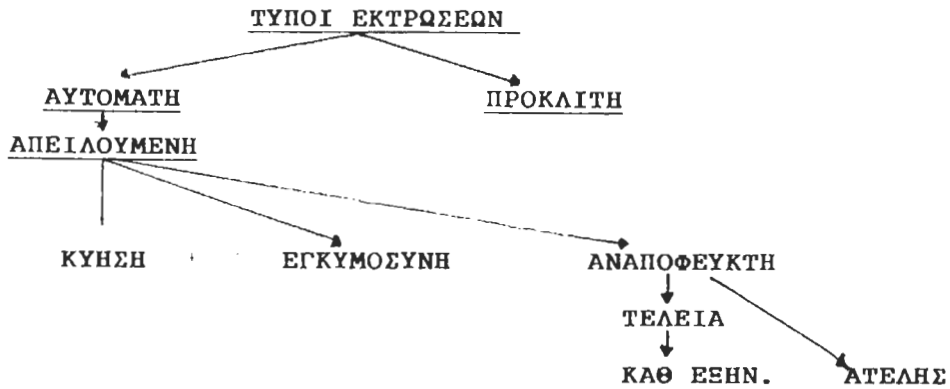 ΤΥΠΟΙ ΕΚΤΡΩΣΕΩΝ
ΑΥΤΟΜΑΤΗ ΠΡΟΚΛΙΤΗ
ΑΠΕΙΛΟΥΜΕΝΗ
ΚΥΗΣΗ ΕΓΚΥΜΟΣΥΝΗ ΑΝΑΠΟΦΕΥΚΤΗ
ΤΕΛΕΙΑ
ΚΑΘ ΕΞΗΝ. ΑΤΕΛΗΣ